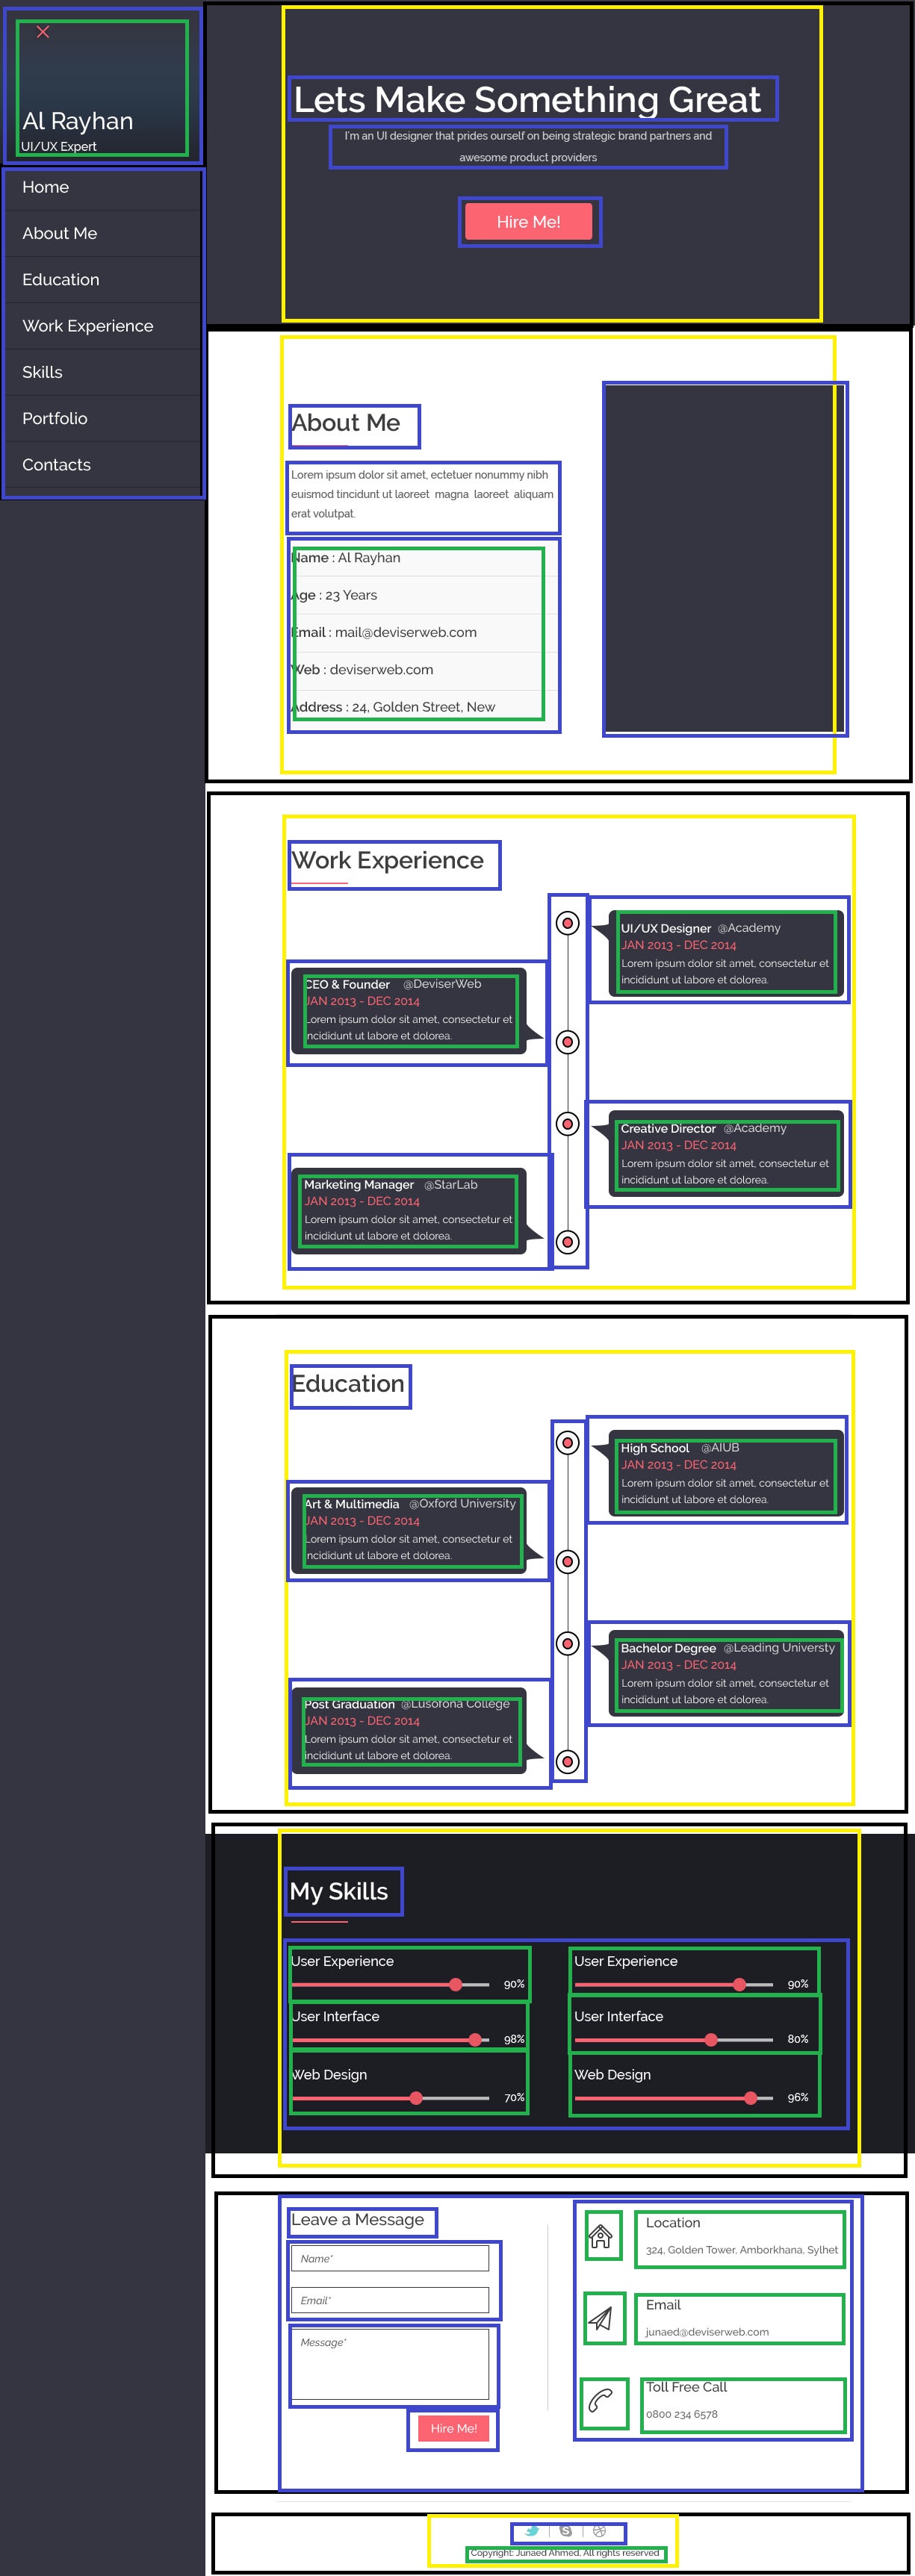 Al Rayhan
UI/UX Expert
Home
About Me
Education
Work Experience
Skills
Portfolio
Contacts
Lets Make Something Great
I'm an UI designer that prides ourself on being strategic brand partners and
awesome product providers
Hire Me!
About Me
Lorem ipsum dolor sit amet, ectetuer nonummy nibh
euismod tincidunt ut laoreet magna laoreet aliquam
erat volutpat.
Name : Al Rayhan
Age : 23 Years
Email : mail@deviserweb.com
Web : deviserweb.com
Address : 24, Golden Street, New
Work Experience
UI/UX Designer @Academy
JAN 2013 - DEC 2014
Lorem ipsum dolor sit amet, consectetur et
incididunt ut labore et dolorea.
CEO & Founder @DeviserWeb
JAN 2013 - DEC 2014
Lorem ipsum dolor sit amet, consectetur et
incididunt ut labore et dolorea.
Creative Director @Academy
JAN 2013 - DEC 2014
Lorem ipsum dolor sit amet, consectetur et
incididunt ut labore et dolorea.
Marketing Manager @StarLab
JAN 2013 - DEC 2014
Lorem ipsum dolor sit amet, consectetur et
incididunt ut labore et dolorea.
Education
High School @AIUB
JAN 2013 - DEC 2014
Lorem ipsum dolor sit amet, consectetur et
incididunt ut labore et dolorea.
Art & Multimedia @Oxford University
JAN 2013 - DEC 2014
Lorem ipsum dolor sit amet, consectetur et
incididunt ut labore et dolorea.
Bachelor Degree @Leading Universty
JAN 2013 - DEC 2014
Lorem ipsum dolor sit amet, consectetur et
incididunt ut labore et dolorea.
Post Graduation @Lusofona College
JAN 2013 - DEC 2014
Lorem ipsum dolor sit amet, consectetur et
incididunt ut labore et dolorea.
My Skills
User Experience
90%
User Interface
98%
Web Design
70%
User Experience
90%
User Interface
80%
Web Design
96%
Leave a Message
Name*
Email*
Message*
Hire Me!
Location
324, Golden Tower, Amborkhana, Sylhet
Email
junaed@deviserweb.com
Toll Free Call
0800 234 6578
Copyright: Junaed Ahmed, All rights reserved